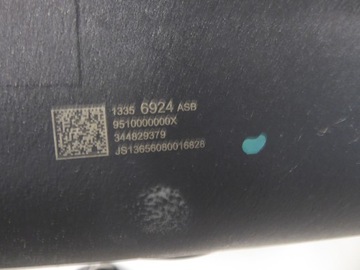 1335 6924 ASB
9510000000X
344829379
JS13656080016826